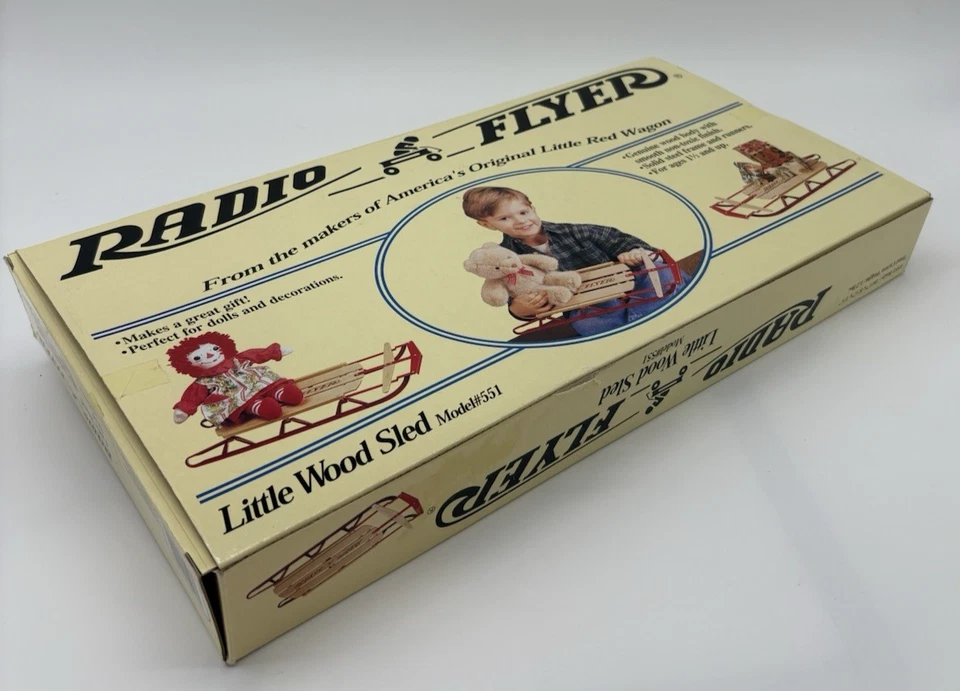 RADIO FLYER®
From the makers of America's Original Little Red Wagon
•Genuine wood body with
smooth non-toxic finish.
•Solid steel frame and runners.
•For ages 1½ and up.
•Makes a great gift!
•Perfect for dolls and decorations.
FLYER
FLYER
Little Wood Sled Model#551
RADIO FLYER®
Little Wood Sled
Model#551